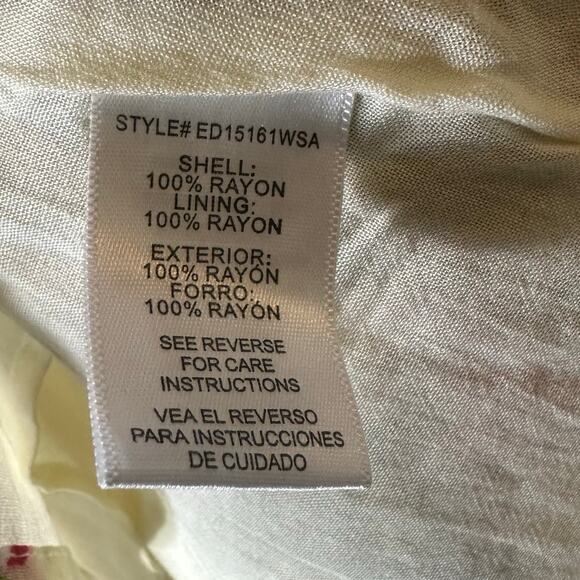 STYLE# ED15161WSA
SHELL:
100% RAYON
LINING:
100% RAYON
EXTERIOR:
100% RAYÓN
FORRO:
100% RAYÓN
SEE REVERSE
FOR CARE
INSTRUCTIONS
VEA EL REVERSO
PARA INSTRUCCIONES
DE CUIDADO